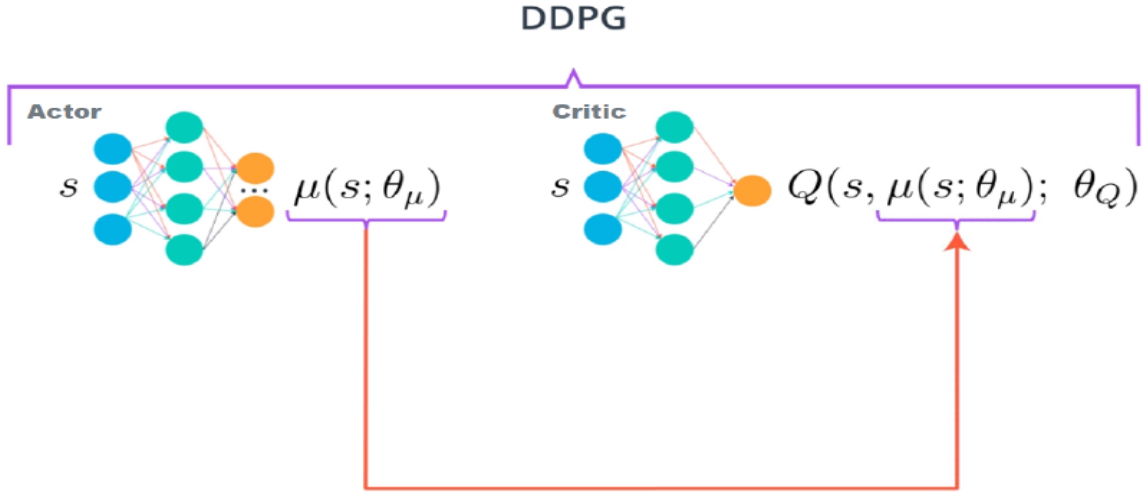 DDPG
Actor
s
...
μ(s; θ_μ)
Critic
s
Q(s, μ(s; θ_μ); θ_Q)